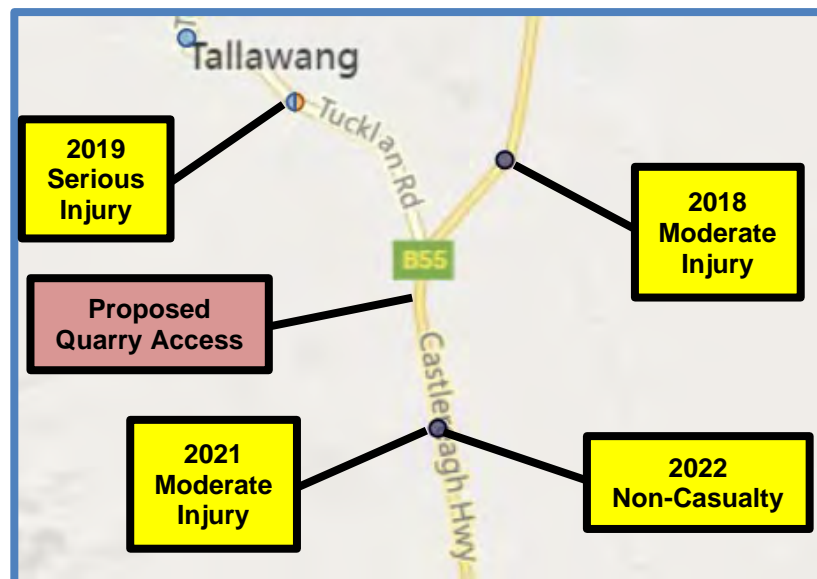 Tallawang
Tucklan Rd
2019
Serious
Injury
2018
Moderate
Injury
B55
Proposed
Quarry Access
Castlereagh Hwy
2021
Moderate
Injury
2022
Non-Casualty